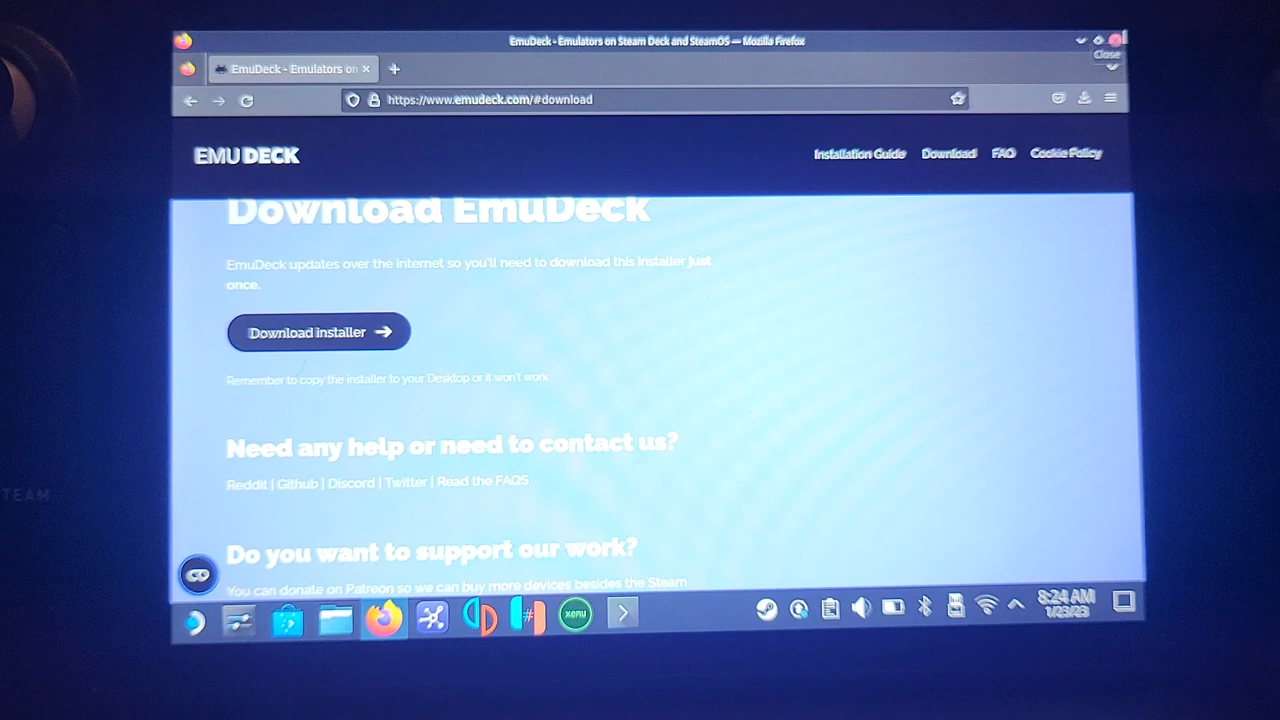 EmuDeck - Emulators on Steam Deck and SteamOS — Mozilla Firefox
Close
EmuDeck - Emulators on
https://www.emudeck.com/#download
EMUDECK
Installation Guide Download FAQ Cookie Policy
Download EmuDeck
EmuDeck updates over the internet so you'll need to download this installer just
once.
Download installer →
Remember to copy the installer to your Desktop or it won't work
Need any help or need to contact us?
Reddit | Github | Discord | Twitter | Read the FAQS
Do you want to support our work?
You can donate on Patreon so we can buy more devices besides the Steam
xemu
8:24 AM
1/23/23
TEAM